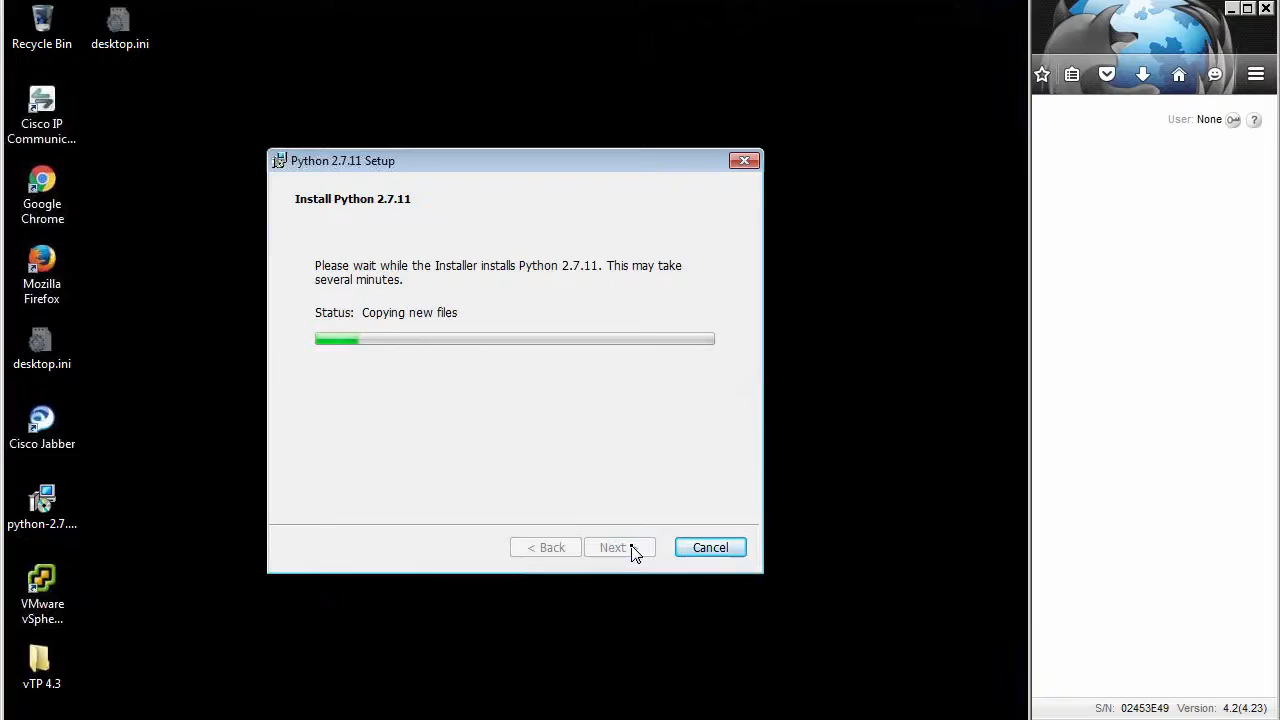 Recycle Bin
desktop.ini
Cisco IP
Communic...
Google
Chrome
Mozilla
Firefox
desktop.ini
Cisco Jabber
python-2.7....
VMware
vSphe...
vTP 4.3
Python 2.7.11 Setup
Install Python 2.7.11
Please wait while the Installer installs Python 2.7.11. This may take
several minutes.
Status: Copying new files
< Back
Next
Cancel
User: None
?
S/N: 02453E49 Version: 4.2(4.23)